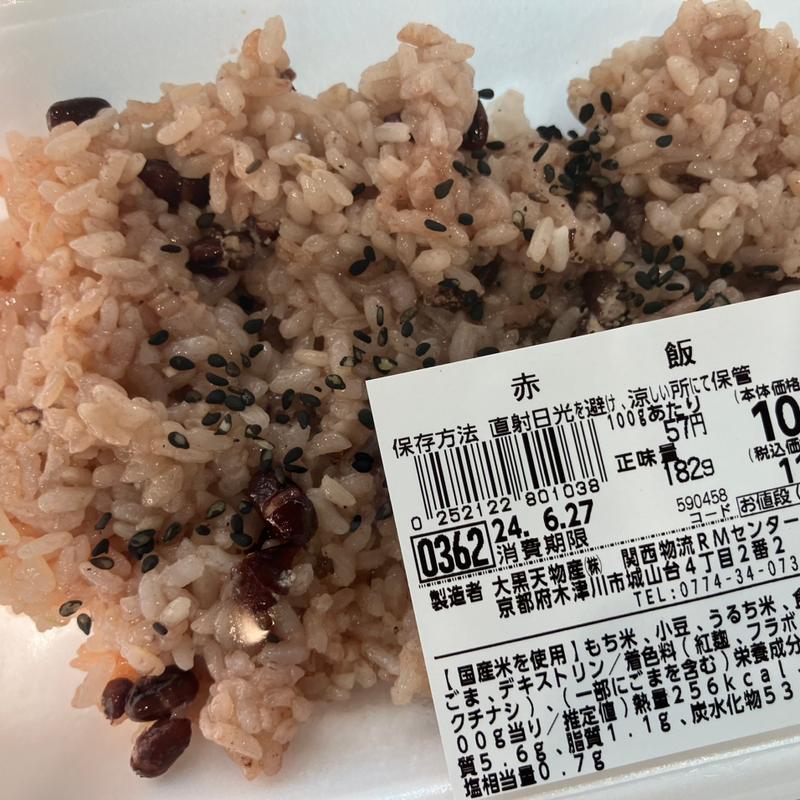 赤飯
保存方法 直射日光を避け、涼しい所にて保管
100gあたり (本体価格
57円 10
正味量 (税込価
182g 1
0 252122 801038
590458
コード お値段
0362 24. 6.27
消費期限
製造者 大黒天物産㈱ 関西物流RMセンター
京都府木津川市城山台4丁目2番2
TEL:0774-34-073
【国産米を使用】もち米、小豆、うるち米、食
ごま、デキストリン/着色料(紅麹、フラボ
クチナシ)、(一部にごまを含む)栄養成分
00g当り/推定値)熱量256kcal
質5.6g、脂質1.1g、炭水化物53
塩相当量0.7g